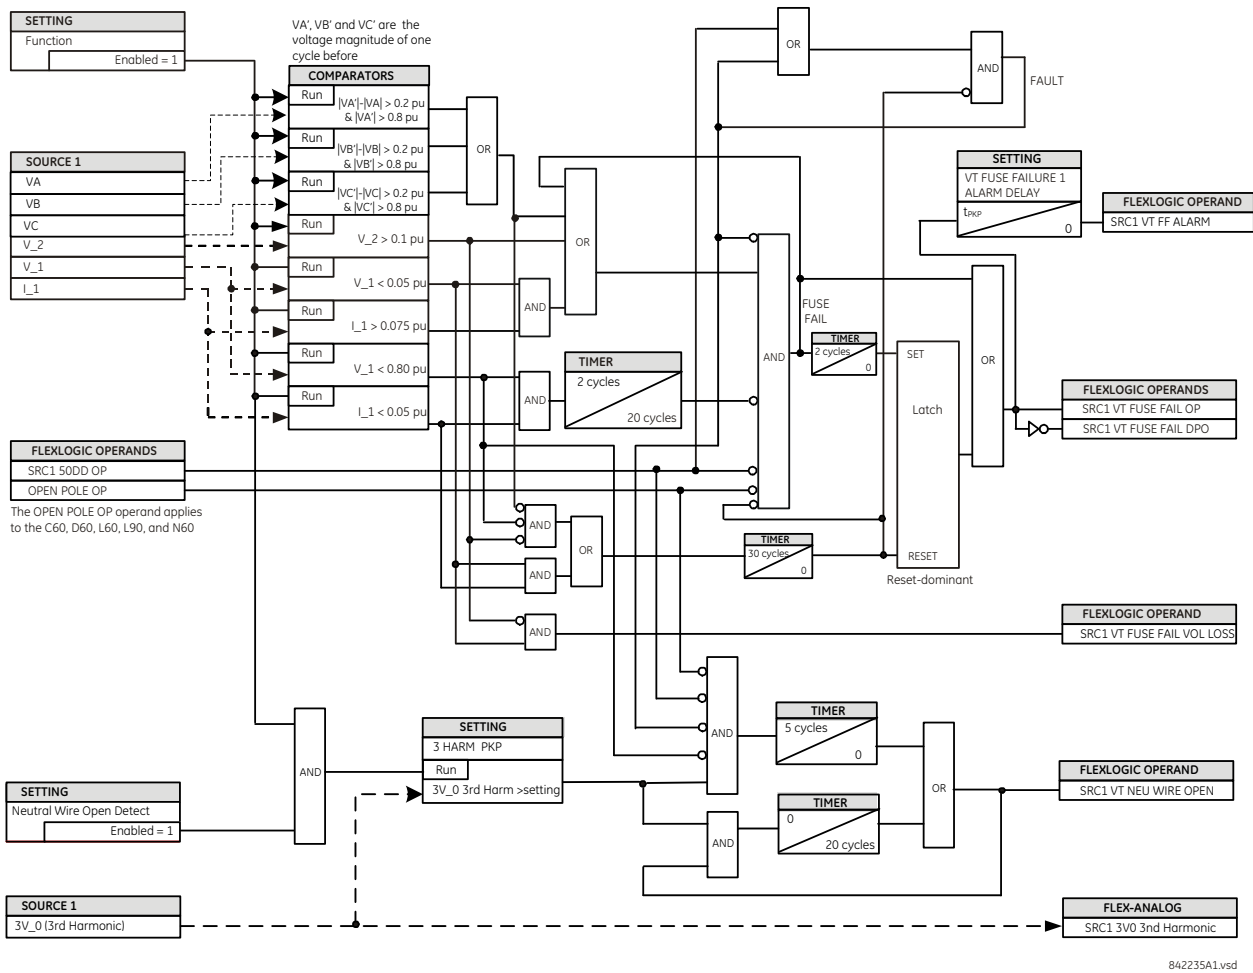 SETTING
Function
Enabled = 1
VA', VB' and VC' are the
voltage magnitude of one
cycle before
COMPARATORS
Run
|VA'|-|VA| > 0.2 pu
& |VA'| > 0.8 pu
Run
|VB'|-|VB| > 0.2 pu
& |VB'| > 0.8 pu
Run
|VC'|-|VC| > 0.2 pu
& |VC'| > 0.8 pu
Run
V_2 > 0.1 pu
Run
V_1 < 0.05 pu
Run
I_1 > 0.075 pu
Run
V_1 < 0.80 pu
Run
I_1 < 0.05 pu
SOURCE 1
VA
VB
VC
V_2
V_1
I_1
OR
OR
AND
AND
TIMER
2 cycles
20 cycles
OR
AND
FAULT
SETTING
VT FUSE FAILURE 1
ALARM DELAY
tPKP
0
FLEXLOGIC OPERAND
SRC1 VT FF ALARM
AND
FUSE
FAIL
TIMER
2 cycles
0
SET
Latch
RESET
Reset-dominant
OR
FLEXLOGIC OPERANDS
SRC1 VT FUSE FAIL OP
SRC1 VT FUSE FAIL DPO
FLEXLOGIC OPERANDS
SRC1 50DD OP
OPEN POLE OP
The OPEN POLE OP operand applies
to the C60, D60, L60, L90, and N60
AND
OR
AND
TIMER
30 cycles
0
AND
FLEXLOGIC OPERAND
SRC1 VT FUSE FAIL VOL LOSS
AND
SETTING
3 HARM PKP
Run
3V_0 3rd Harm >setting
AND
TIMER
5 cycles
0
OR
FLEXLOGIC OPERAND
SRC1 VT NEU WIRE OPEN
SETTING
Neutral Wire Open Detect
Enabled = 1
AND
TIMER
0
20 cycles
SOURCE 1
3V_0 (3rd Harmonic)
FLEX-ANALOG
SRC1 3V0 3nd Harmonic
842235A1.vsd